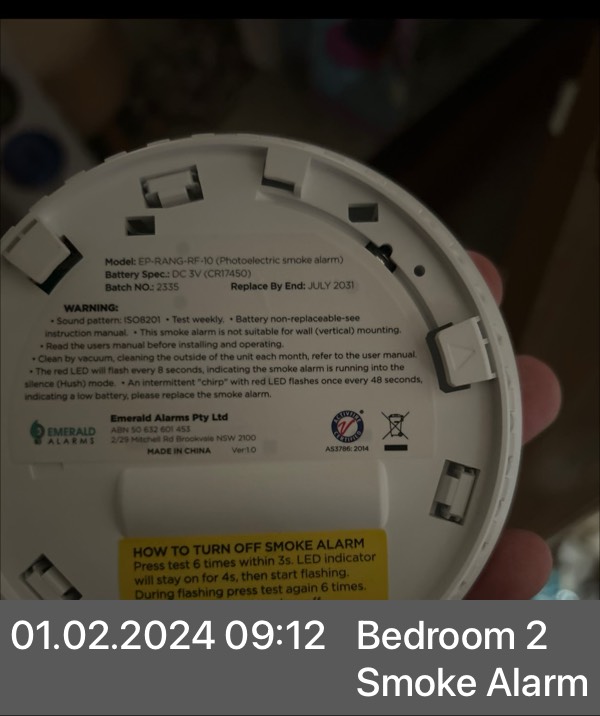 Model: EP-RANG-RF-10 (Photoelectric smoke alarm)
Battery Spec.: DC 3V (CR17450)
Batch NO.: 2335 Replace By End: JULY 2031
WARNING:
• Sound pattern: ISO8201 • Test weekly. • Battery non-replaceable-see
instruction manual. • This smoke alarm is not suitable for wall (vertical) mounting.
• Read the users manual before installing and operating.
• Clean by vacuum, cleaning the outside of the unit each month, refer to the user manual.
• The red LED will flash every 8 seconds, indicating the smoke alarm is running into the
silence (Hush) mode. • An intermittent "chirp" with red LED flashes once every 48 seconds,
indicating a low battery, please replace the smoke alarm.
EMERALD
ALARMS
Emerald Alarms Pty Ltd
ABN 50 632 601 453
2/29 Mitchell Rd Brookvale NSW 2100
MADE IN CHINA Ver1.0
ACTIVFIRE
CERTIFIED
AS3786: 2014
HOW TO TURN OFF SMOKE ALARM
Press test 6 times within 3s. LED indicator
will stay on for 4s, then start flashing.
During flashing press test again 6 times.
01.02.2024 09:12 Bedroom 2
Smoke Alarm